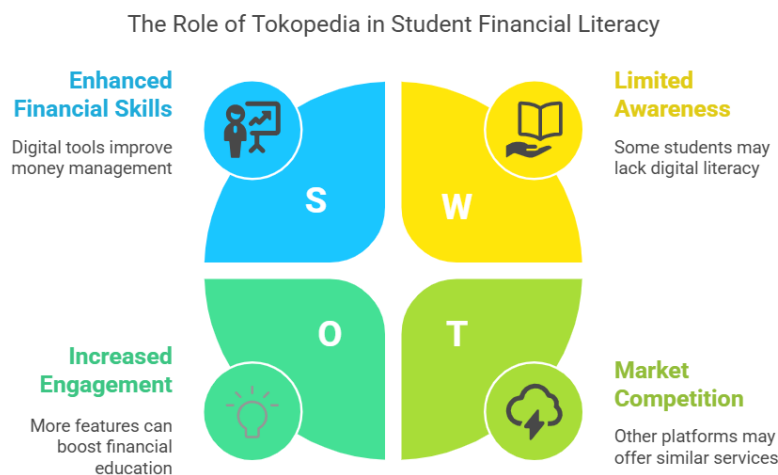 The Role of Tokopedia in Student Financial Literacy
Enhanced
Financial Skills
Digital tools improve
money management
S
Limited
Awareness
Some students may
lack digital literacy
W
Increased
Engagement
More features can
boost financial
education
O
Market
Competition
Other platforms may
offer similar services
T